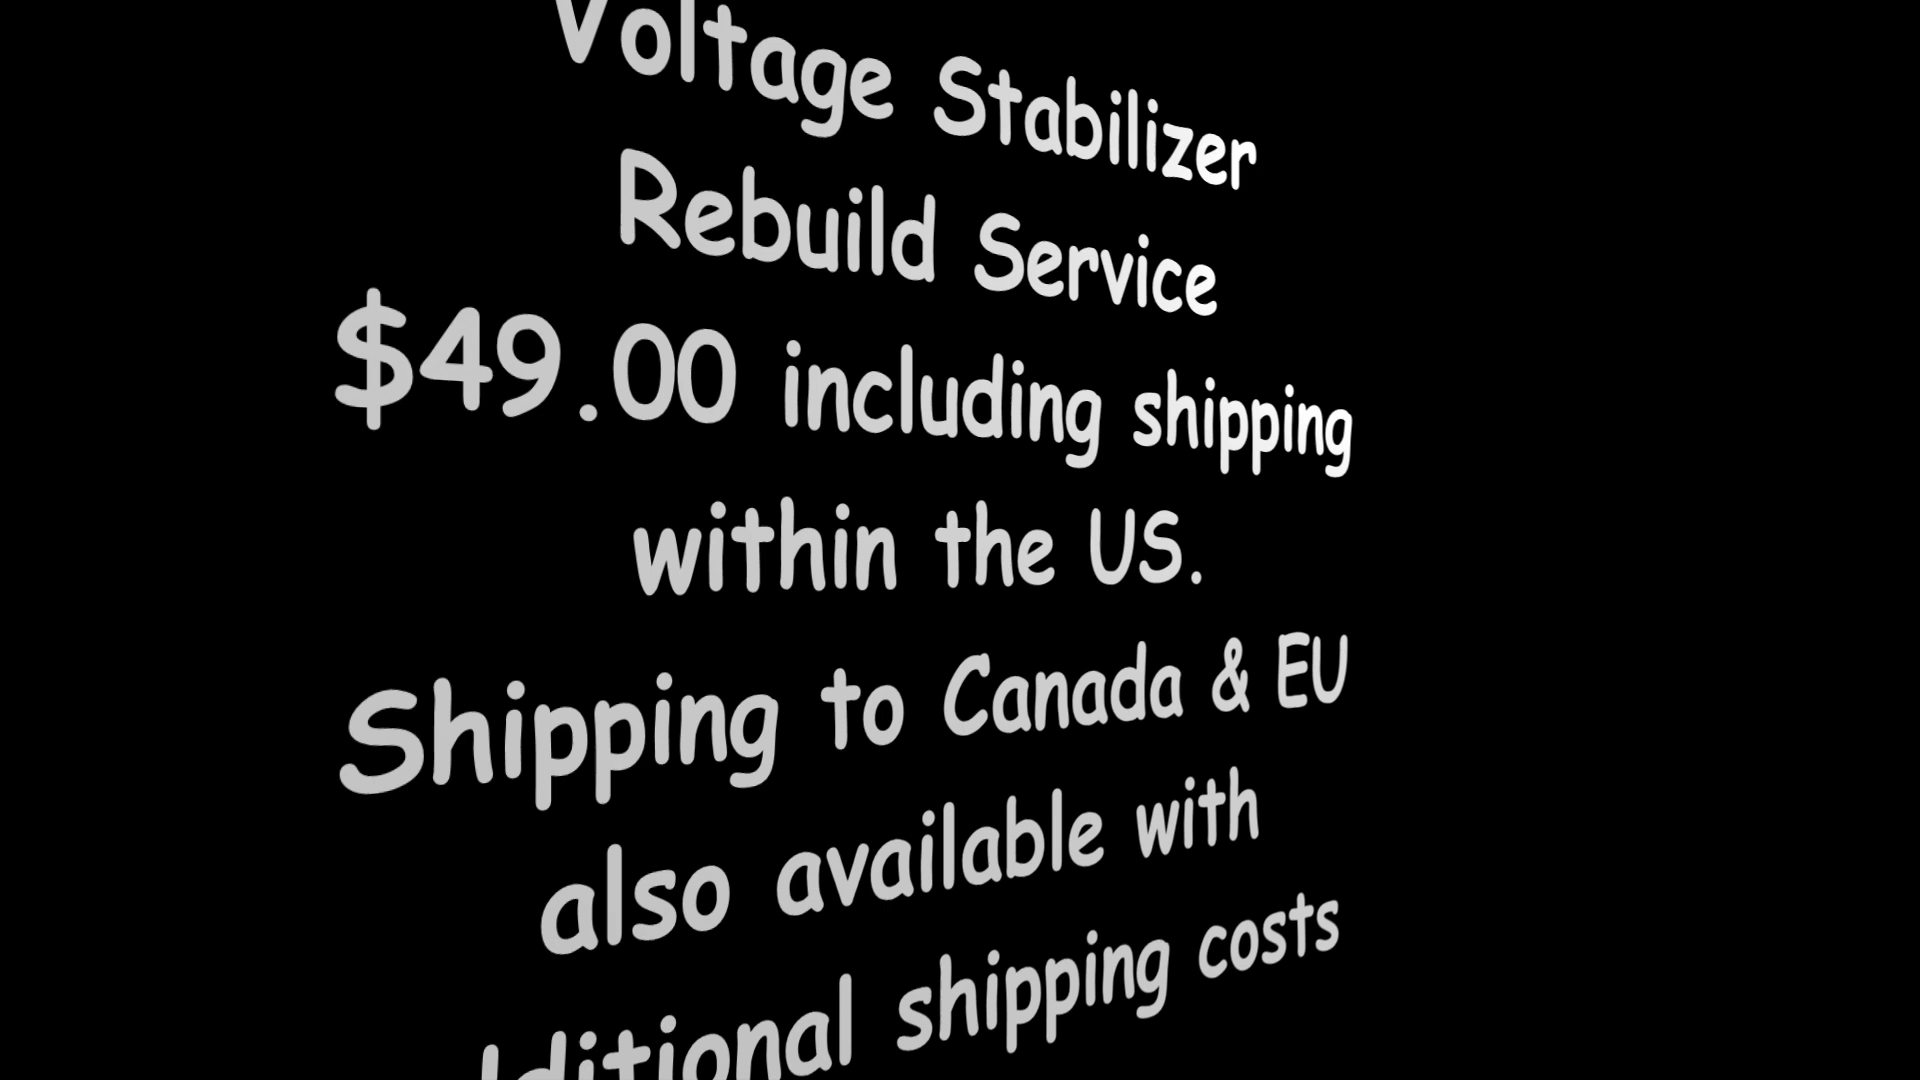 Voltage Stabilizer
Rebuild Service
$49.00 including shipping
within the US.
Shipping to Canada & EU
also available with
shipping costs